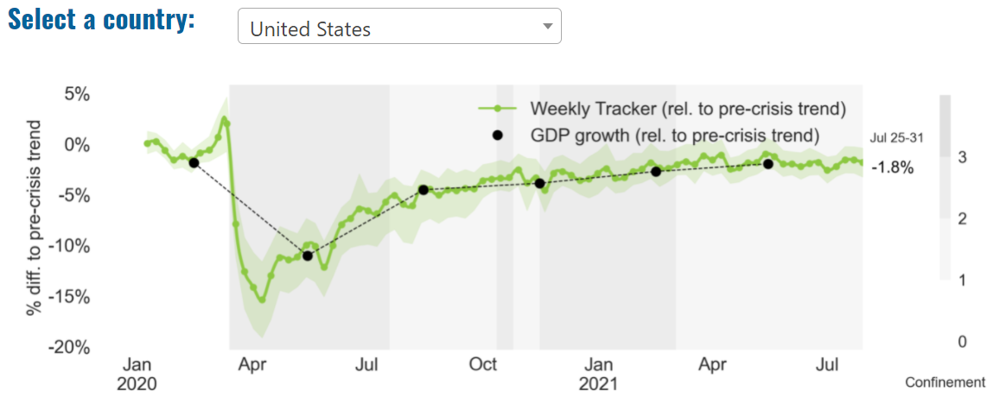 Select a country:
United States
5%
0%
-5%
-10%
-15%
-20%
% diff. to pre-crisis trend
Weekly Tracker (rel. to pre-crisis trend)
GDP growth (rel. to pre-crisis trend)
Jul 25-31
-1.8%
3
2
1
0
Confinement
Jan
2020
Apr
Jul
Oct
Jan
2021
Apr
Jul